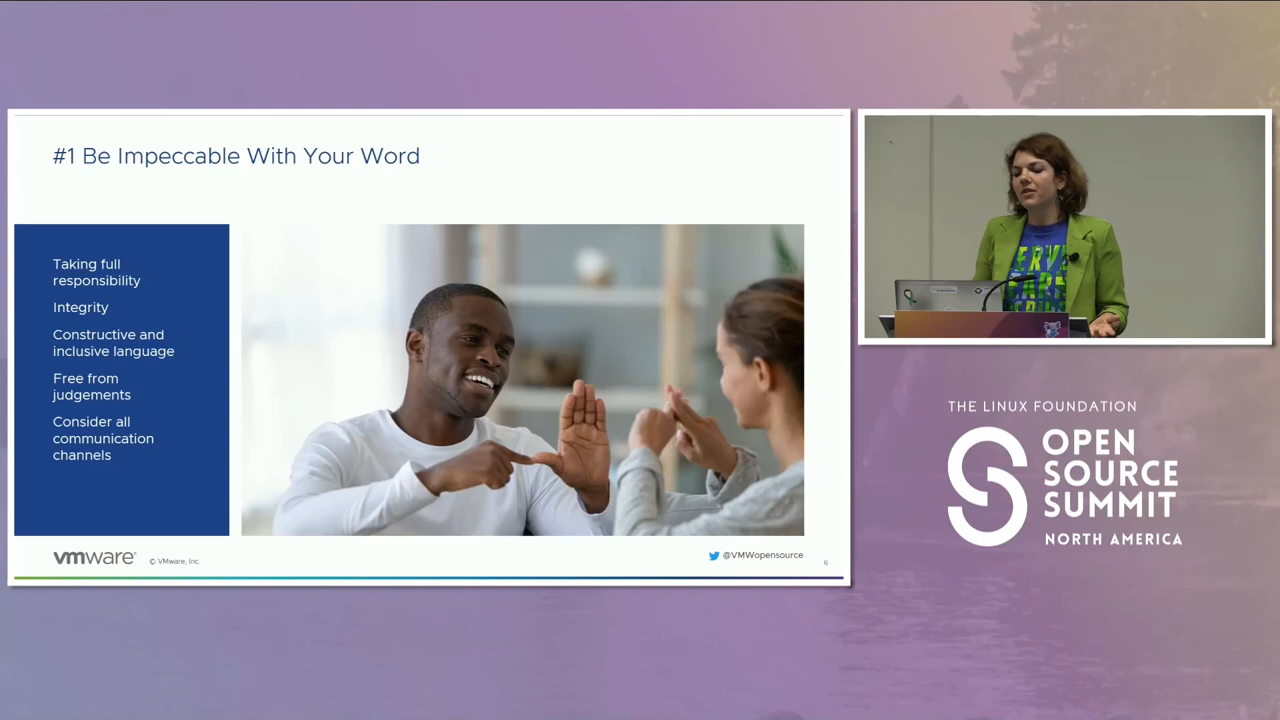 #1 Be Impeccable With Your Word
Taking full
responsibility
Integrity
Constructive and
inclusive language
Free from
judgements
Consider all
communication
channels
vmware®
© VMware, Inc.
@VMWopensource
6
THE LINUX FOUNDATION
OPEN
SOURCE
SUMMIT
NORTH AMERICA